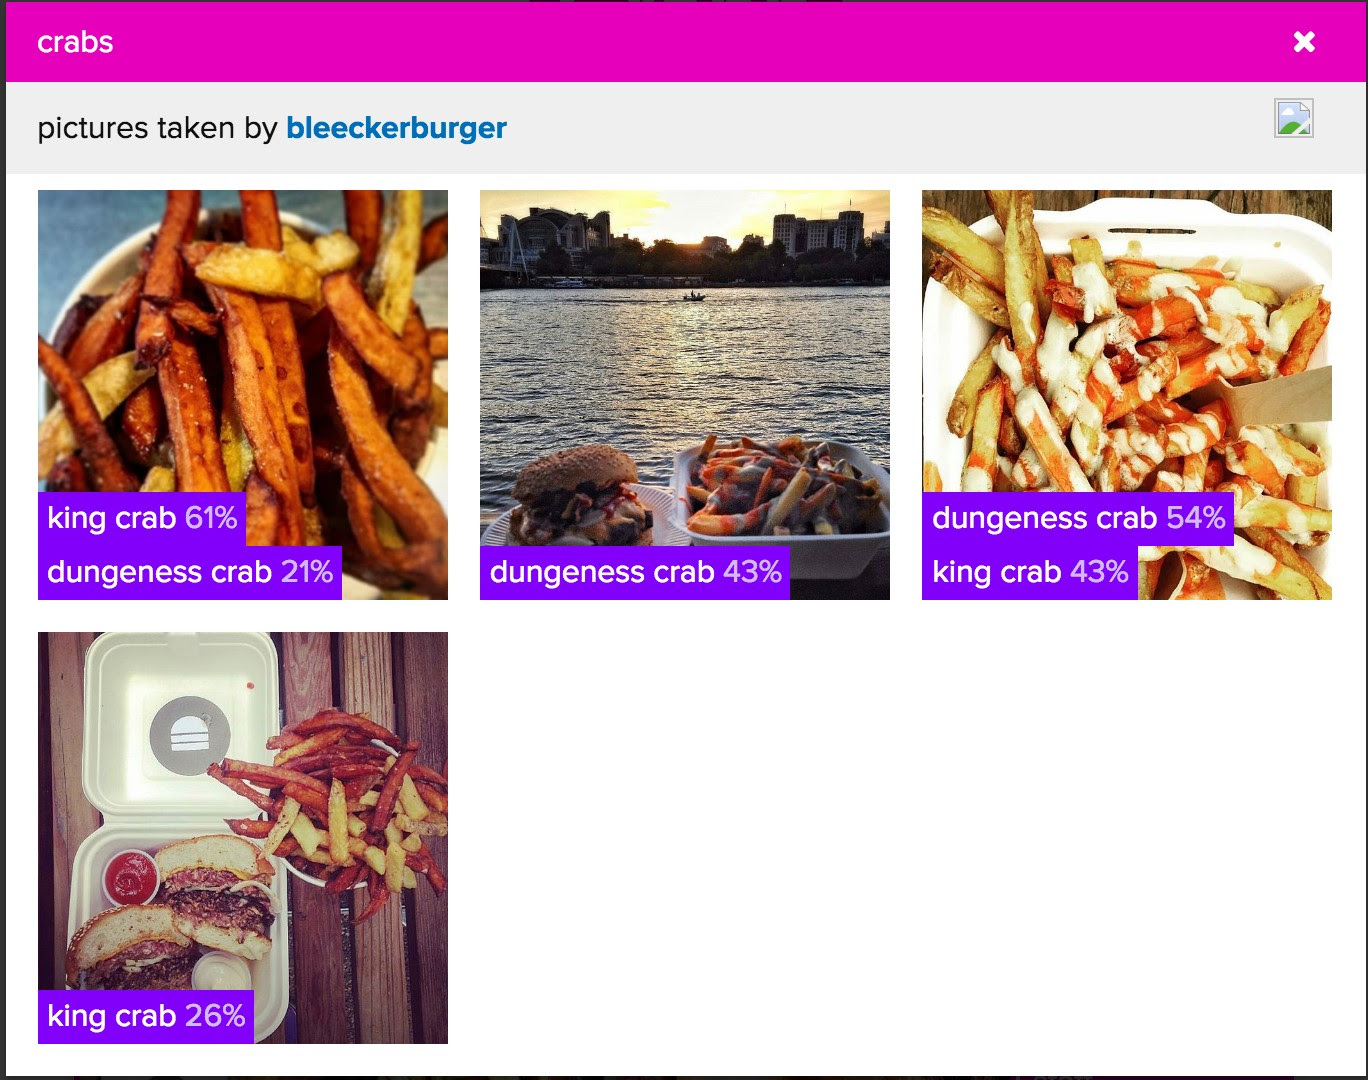 crabs
pictures taken by bleeckerburger
king crab 61%
dungeness crab 21%
dungeness crab 43%
dungeness crab 54%
king crab 43%
king crab 26%